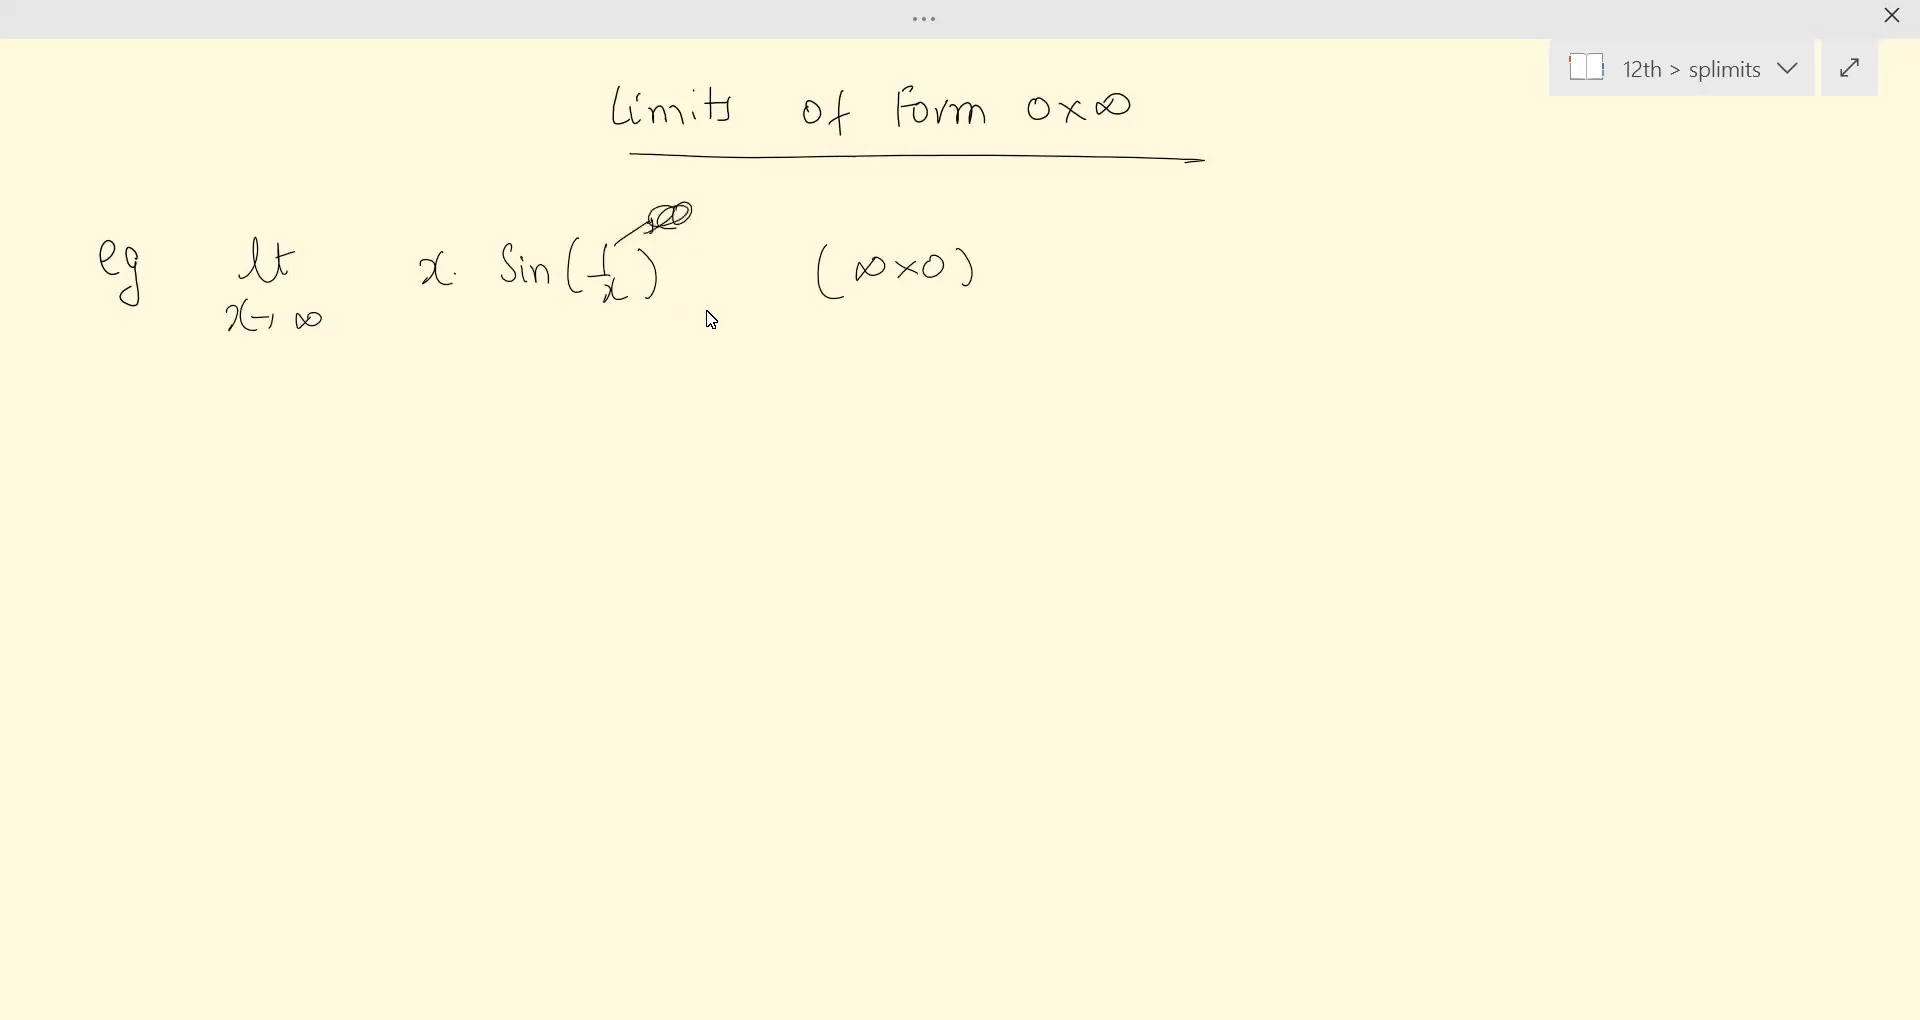 12th > splimits
Limits of Form 0×∞
eg lt x→∞ x. Sin(1/x) (∞×0)